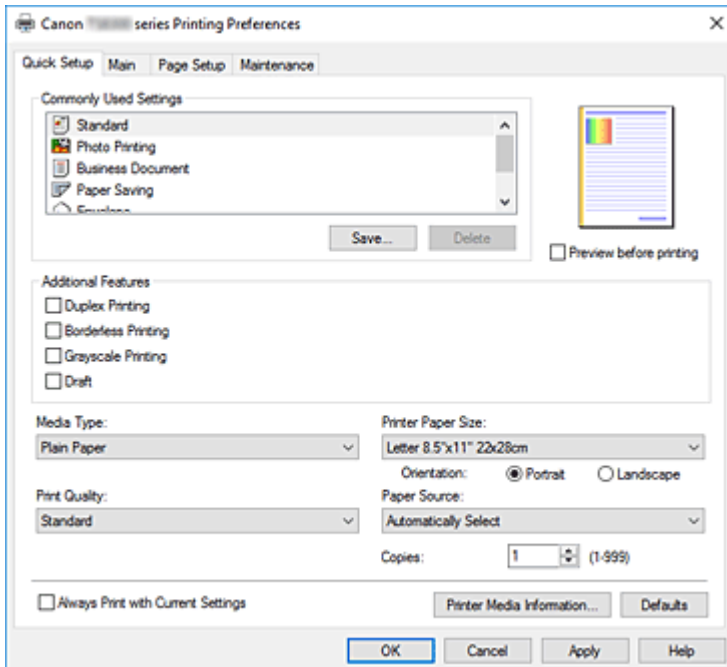 Canon series Printing Preferences
Quick Setup Main Page Setup Maintenance
Commonly Used Settings
Standard
Photo Printing
Business Document
Paper Saving
Envelope
Save... Delete
Preview before printing
Additional Features
Duplex Printing
Borderless Printing
Grayscale Printing
Draft
Media Type: Printer Paper Size:
Plain Paper Letter 8.5"x11" 22x28cm
Orientation: Portrait Landscape
Print Quality: Paper Source:
Standard Automatically Select
Copies: 1 (1-999)
Always Print with Current Settings Printer Media Information... Defaults
OK Cancel Apply Help